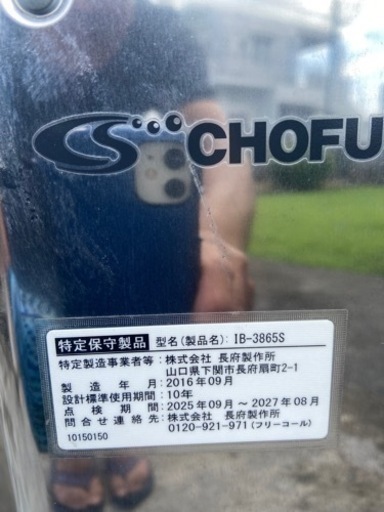 CHOFU
特定保守製品 型名(製品名): IB-3865S
特定製造事業者等: 株式会社 長府製作所
山口県下関市長府扇町2-1
製造年月: 2016年09月
設計標準使用期間: 10年
点検期間: 2025年09月 ~ 2027年08月
問合せ連絡先: 株式会社 長府製作所
0120-921-971(フリーコール)
10150150